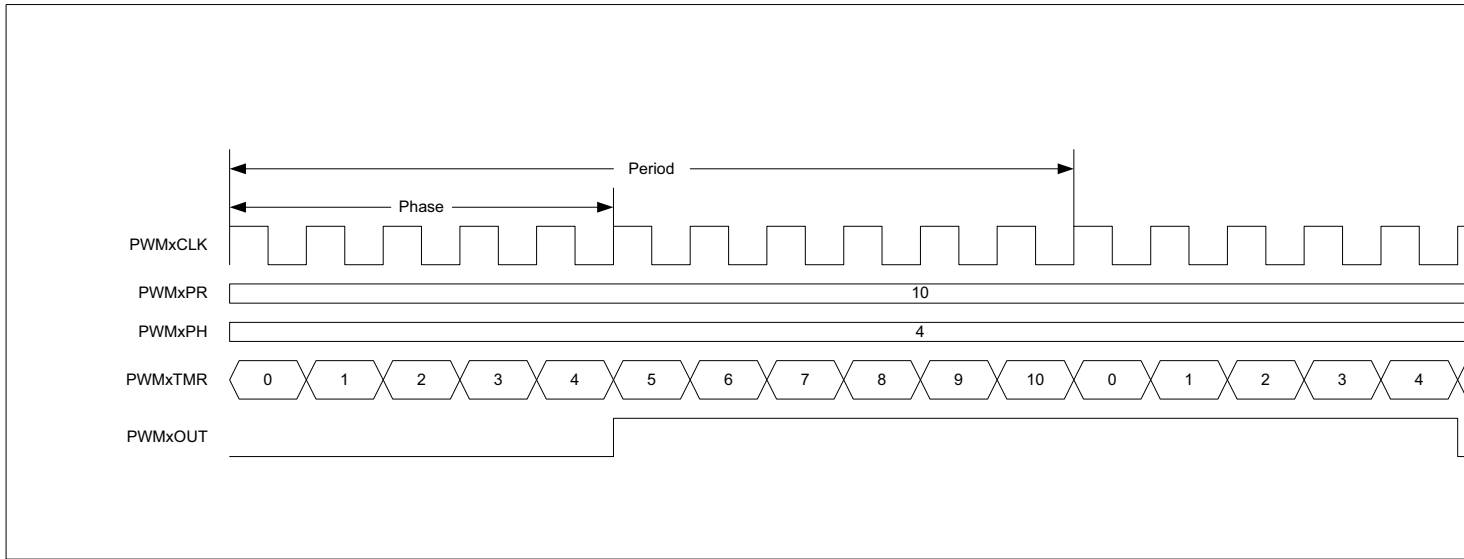 Period
Phase
PWMxCLK
PWMxPR 10
PWMxPH 4
PWMxTMR 0 1 2 3 4 5 6 7 8 9 10 0 1 2 3 4
PWMxOUT